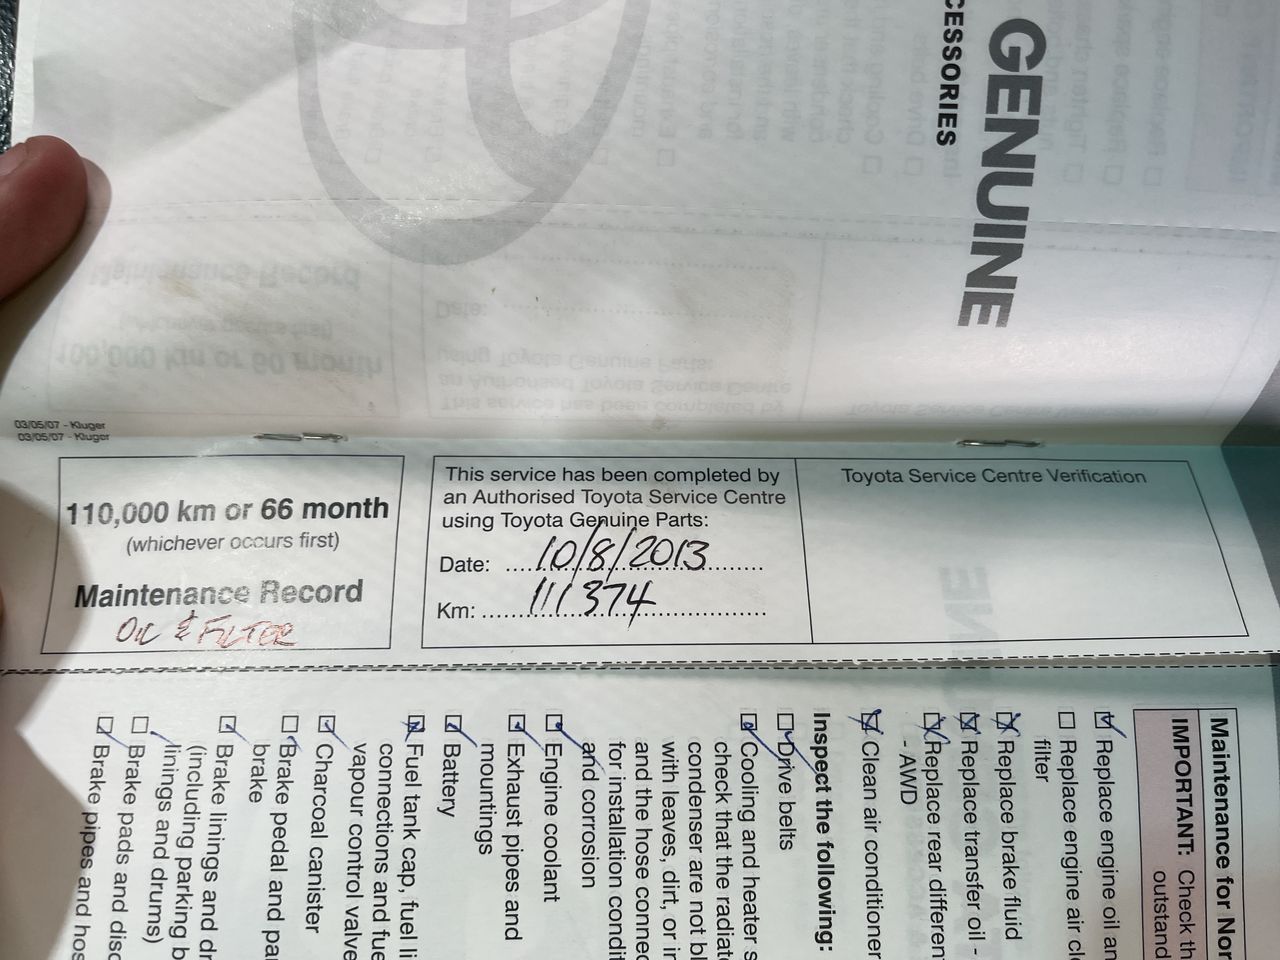 GENUINE
CESSORIES
03/05/07 - Kluger
03/05/07 - Kluger
110,000 km or 66 month
(whichever occurs first)
Maintenance Record
OIL & FILTER
This service has been completed by
an Authorised Toyota Service Centre
using Toyota Genuine Parts:
Date: 10/8/2013
Km: 111374
Toyota Service Centre Verification
Maintenance for Nor
IMPORTANT: Check th
outstand
Replace engine oil an
Replace engine air cl
filter
Replace brake fluid
Replace transfer oil -
Replace rear differen
- AWD
Clean air conditioner
Inspect the following:
Drive belts
Cooling and heater s
check that the radiat
condenser are not bl
with leaves, dirt, or in
and the hose connec
for installation condit
and corrosion
Engine coolant
Exhaust pipes and
mountings
Battery
Fuel tank cap, fuel li
connections and fue
vapour control valve
Charcoal canister
Brake pedal and pa
brake
Brake linings and dr
(including parking b
linings and drums)
Brake pads and disc
Brake pipes and hos